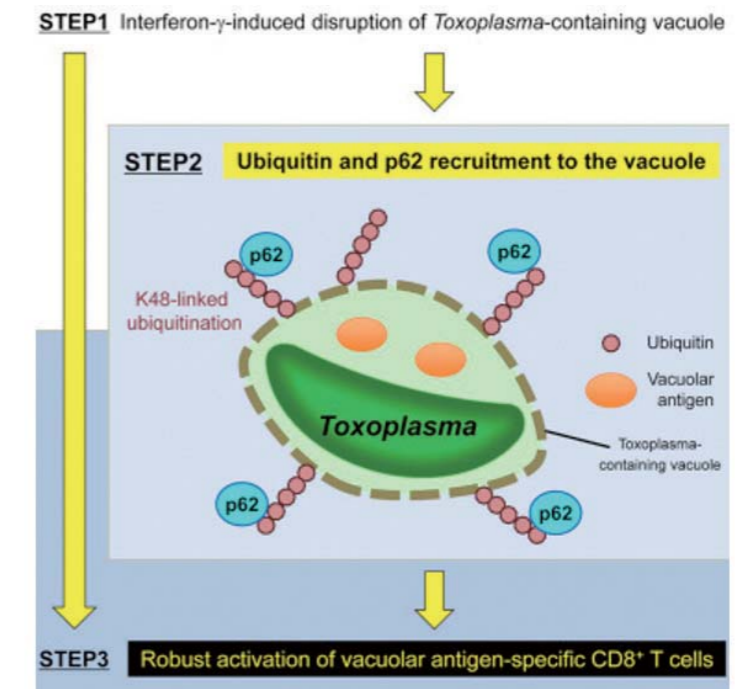 STEP1 Interferon-γ-induced disruption of Toxoplasma-containing vacuole
STEP2 Ubiquitin and p62 recruitment to the vacuole
p62
p62
K48-linked
ubiquitination
Ubiquitin
Vacuolar
antigen
Toxoplasma
Toxoplasma-
containing vacuole
p62
p62
STEP3 Robust activation of vacuolar antigen-specific CD8⁺ T cells